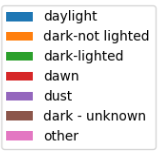 daylight
dark-not lighted
dark-lighted
dawn
dust
dark - unknown
other